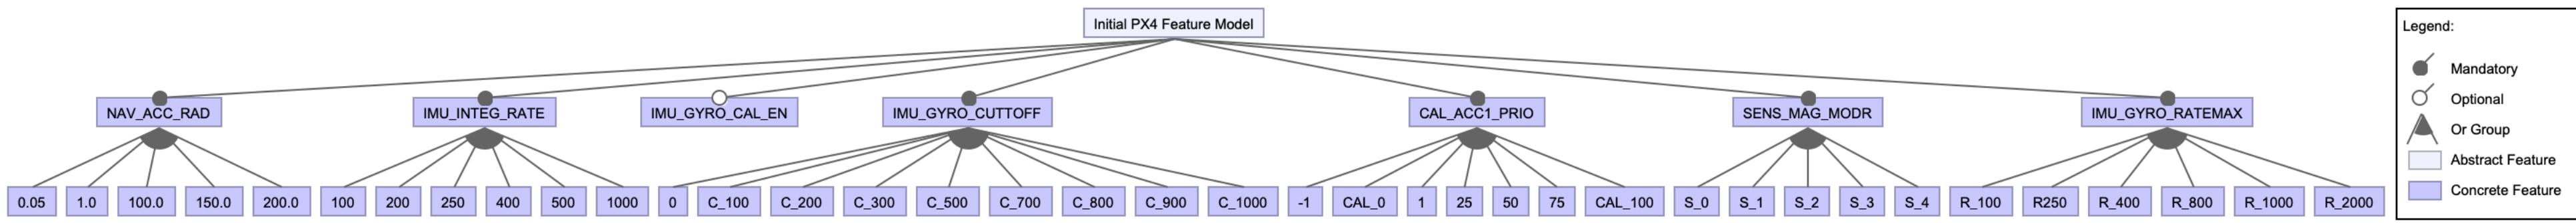 Initial PX4 Feature Model
NAV_ACC_RAD IMU_INTEG_RATE IMU_GYRO_CAL_EN IMU_GYRO_CUTTOFF CAL_ACC1_PRIO SENS_MAG_MODR IMU_GYRO_RATEMAX
0.05 1.0 100.0 150.0 200.0 100 200 250 400 500 1000 0 C_100 C_200 C_300 C_500 C_700 C_800 C_900 C_1000 -1 CAL_0 1 25 50 75 CAL_100 S_0 S_1 S_2 S_3 S_4 R_100 R250 R_400 R_800 R_1000 R_2000
Legend:
Mandatory
Optional
Or Group
Abstract Feature
Concrete Feature